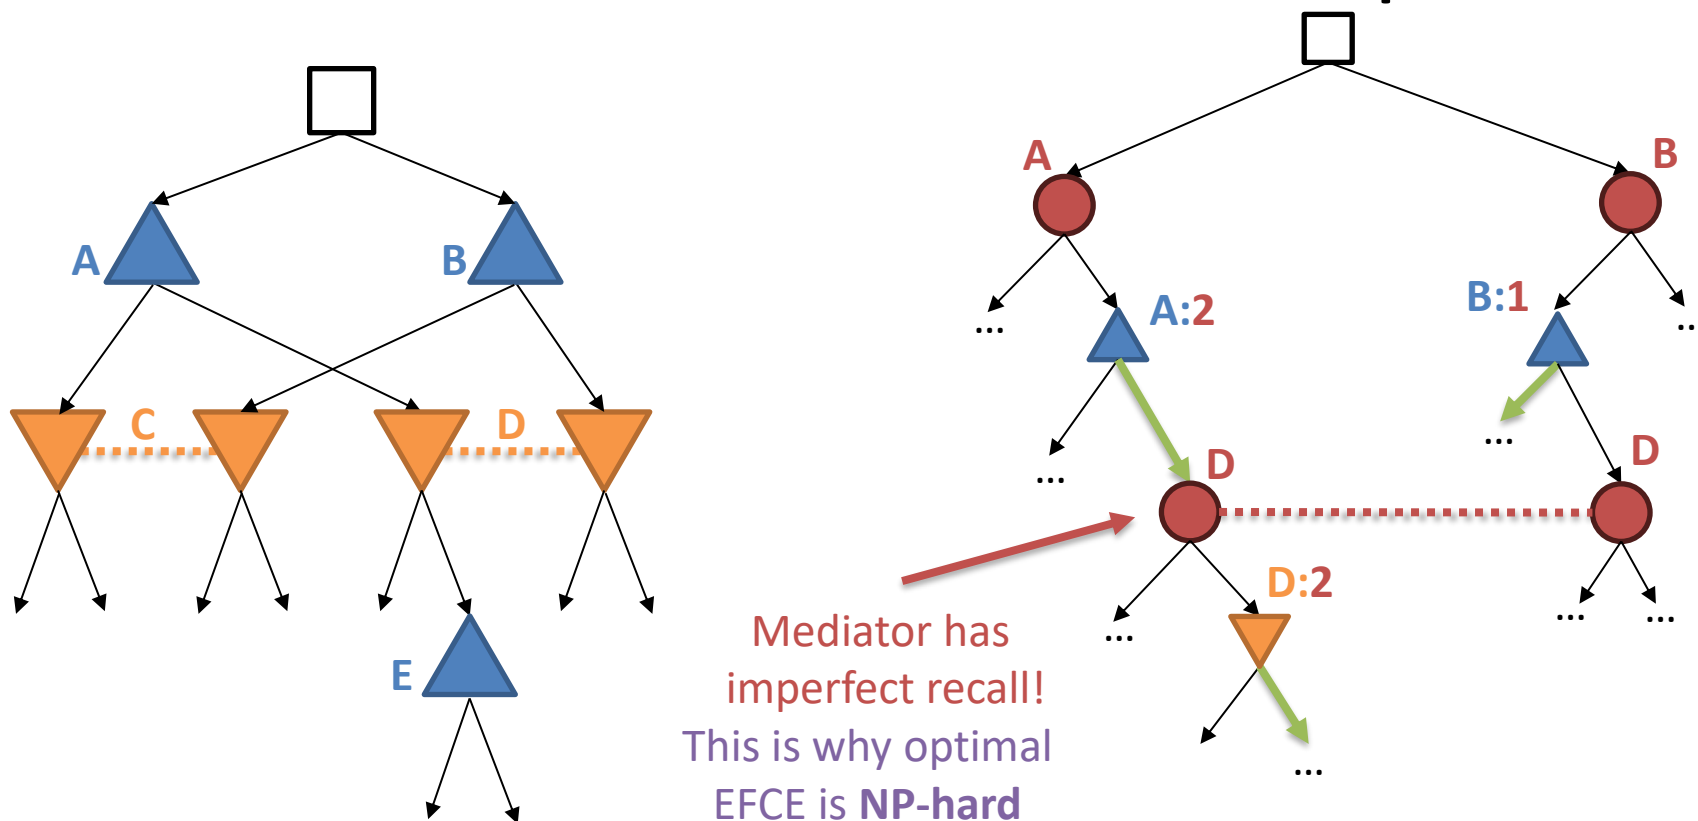 A
B
A
B
...
A:2
B:1
..
C
D
...
...
D
D
E
D:2
...
...
...
...
Mediator has
imperfect recall!
This is why optimal
EFCE is NP-hard